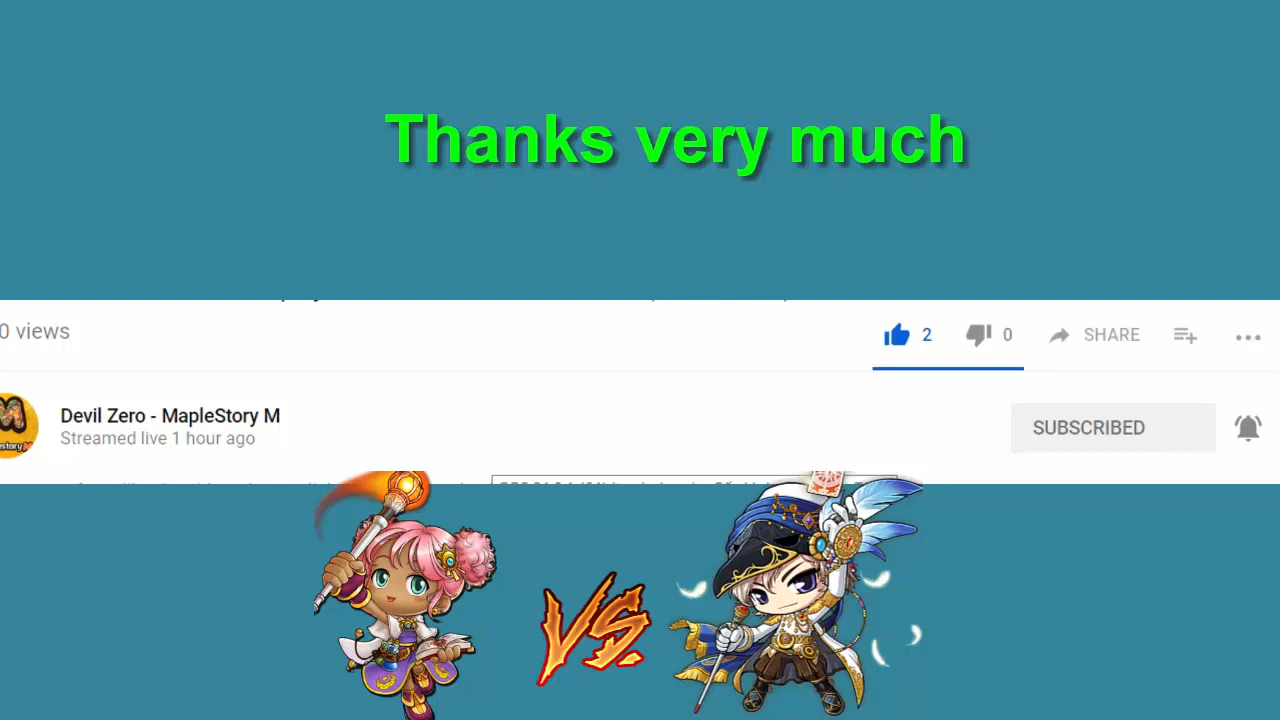 Thanks very much
0 views
2
0
SHARE
Devil Zero - MapleStory M
Streamed live 1 hour ago
SUBSCRIBED
VS